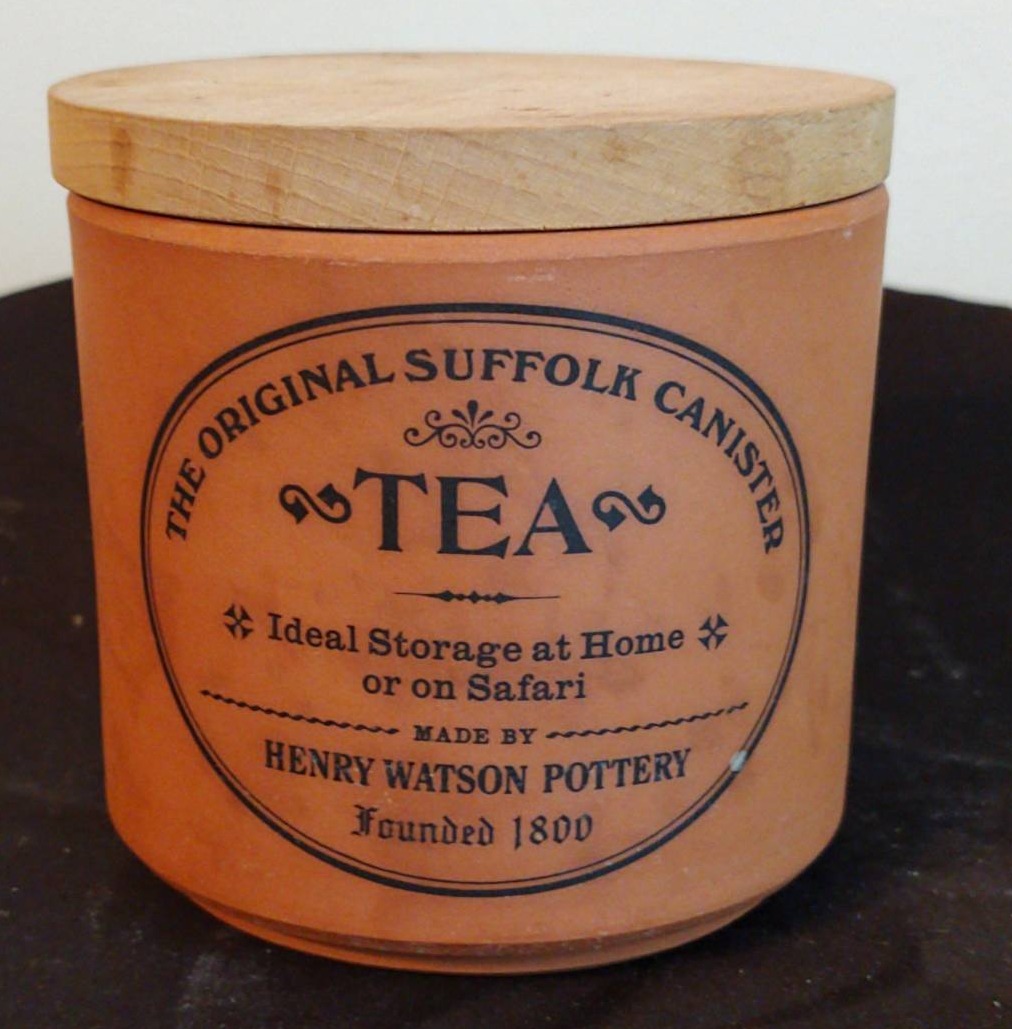 THE ORIGINAL SUFFOLK CANISTER
TEA
Ideal Storage at Home
or on Safari
MADE BY
HENRY WATSON POTTERY
Founded 1800